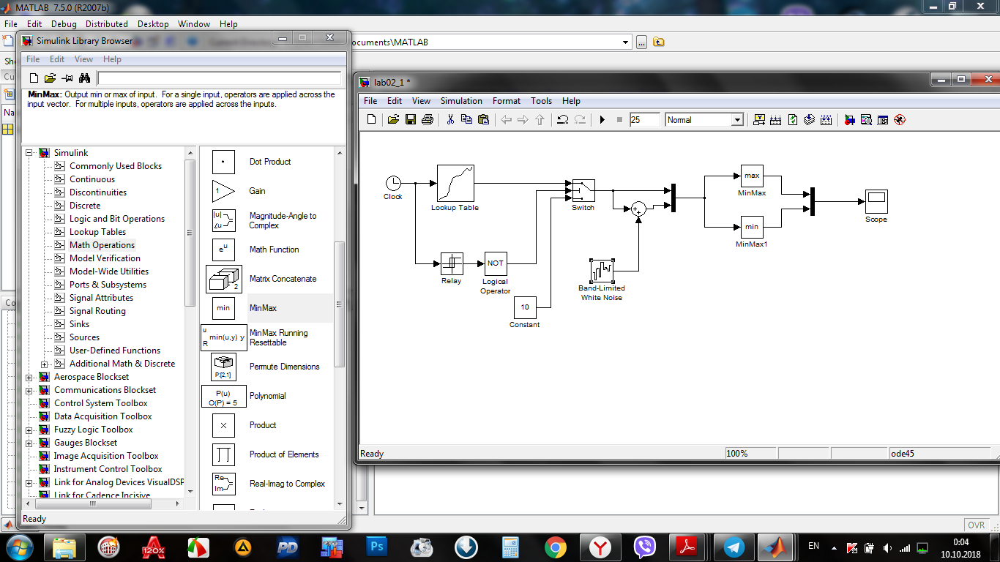 MATLAB 7.5.0 (R2007b)
File Edit Debug Distributed Desktop Window Help
ocuments\MATLAB
...
Sho
Cu
Na
Co
Simulink Library Browser
File Edit View Help
MinMax: Output min or max of input. For a single input, operators are applied across the
input vector. For multiple inputs, operators are applied across the inputs.
Simulink
Commonly Used Blocks
Continuous
Discontinuities
Discrete
Logic and Bit Operations
Lookup Tables
Math Operations
Model Verification
Model-Wide Utilities
Ports & Subsystems
Signal Attributes
Signal Routing
Sinks
Sources
User-Defined Functions
Additional Math & Discrete
Aerospace Blockset
Communications Blockset
Control System Toolbox
Data Acquisition Toolbox
Fuzzy Logic Toolbox
Gauges Blockset
Image Acquisition Toolbox
Instrument Control Toolbox
Link for Analog Devices VisualDSP
Link for Cadence Incisive
Dot Product
1
Gain
|u|
∠u
Magnitude-Angle to
Complex
eu
Math Function
2
Matrix Concatenate
min
MinMax
u
R
min(u,y) y
MinMax Running
Resettable
P:[2,1]
Permute Dimensions
P(u)
O(P) = 5
Polynomial
Product
Product of Elements
Re
Im
Real-Imag to Complex
Ready
lab02_1 *
File Edit View Simulation Format Tools Help
25
Normal
Clock
Lookup Table
Switch
max
MinMax
min
MinMax1
Scope
Relay
NOT
Logical
Operator
Band-Limited
White Noise
10
Constant
Ready
100%
ode45
OVR
120%
PD
Ps
EN
0:04
10.10.2018